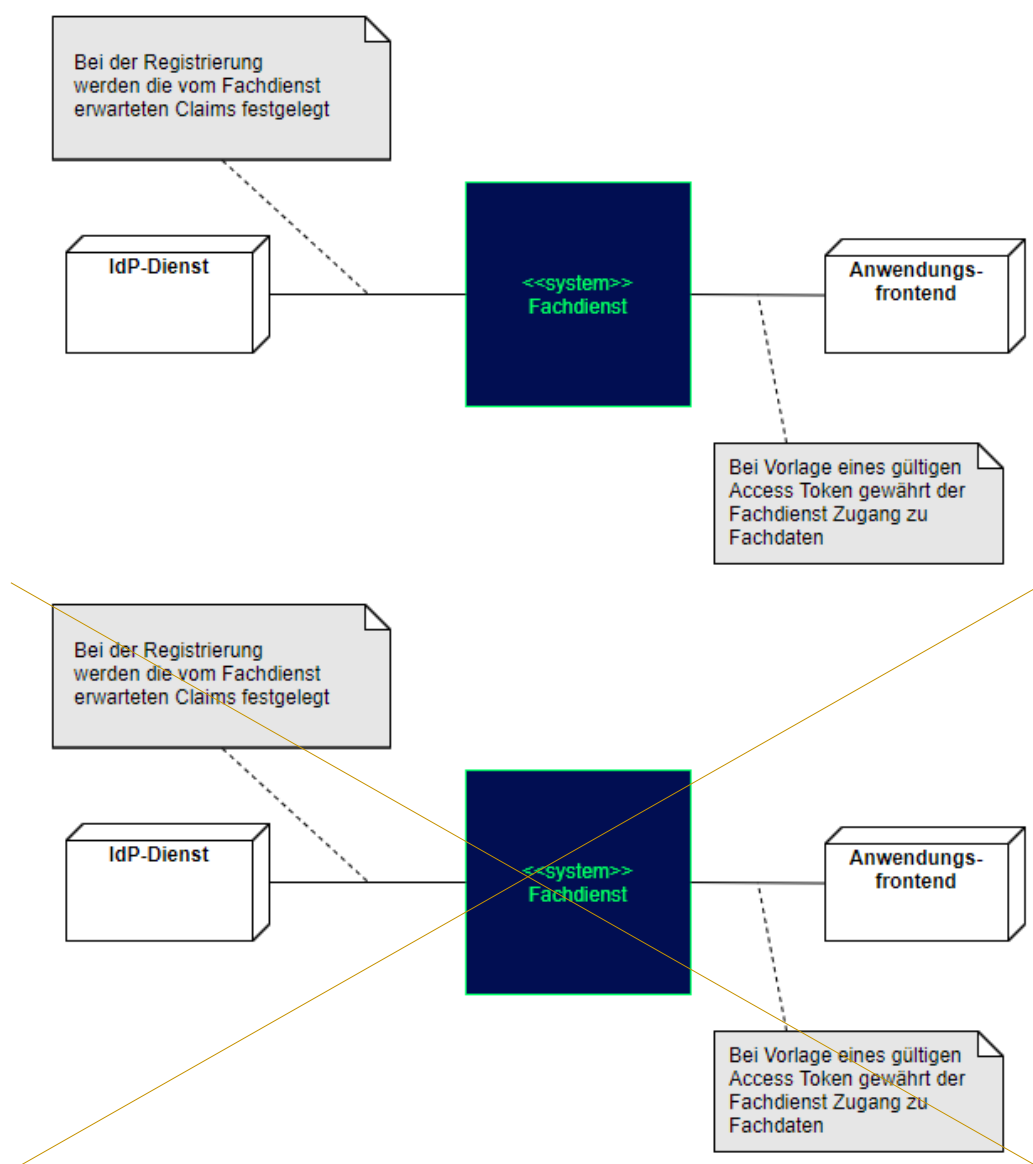 Bei der Registrierung
werden die vom Fachdienst
erwarteten Claims festgelegt
IdP-Dienst
<<system>>
Fachdienst
Anwendungs-
frontend
Bei Vorlage eines gültigen
Access Token gewährt der
Fachdienst Zugang zu
Fachdaten
Bei der Registrierung
werden die vom Fachdienst
erwarteten Claims festgelegt
IdP-Dienst
<<system>>
Fachdienst
Anwendungs-
frontend
Bei Vorlage eines gültigen
Access Token gewährt der
Fachdienst Zugang zu
Fachdaten